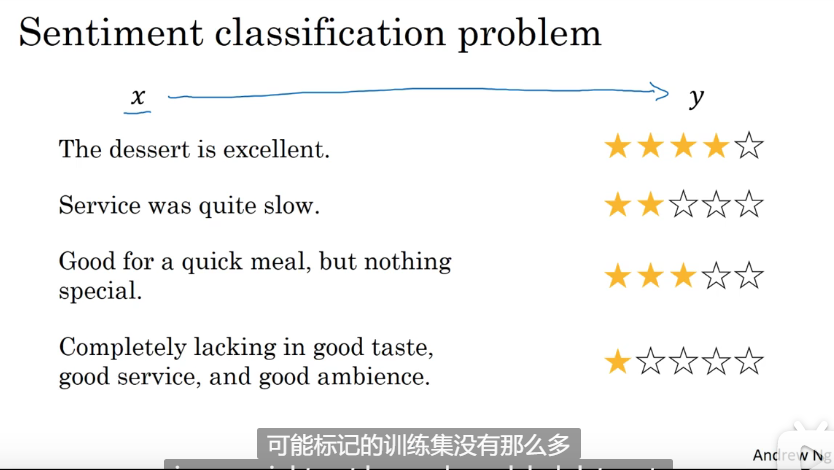 Sentiment classification problem
x y
The dessert is excellent.
Service was quite slow.
Good for a quick meal, but nothing
special.
Completely lacking in good taste,
good service, and good ambience.
可能标记的训练集没有那么多
Andrew Ng